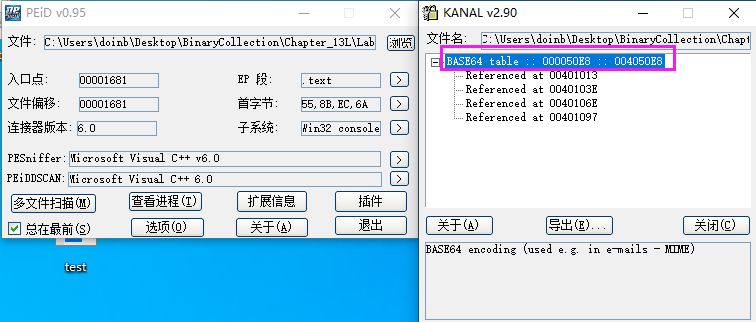 PEiD v0.95
文件: C:\Users\doinb\Desktop\BinaryCollection\Chapter_13L\Lab 浏览
入口点: 00001681 EP 段: .text >
文件偏移: 00001681 首字节: 55,8B,EC,6A >
连接器版本: 6.0 子系统: Win32 console >
PESniffer: Microsoft Visual C++ v6.0 >
PEiDDSCAN: Microsoft Visual C++ 6.0 >
多文件扫描(M) 查看进程(T) 扩展信息 插件
总在最前(S) 选项(O) 关于(A) 退出
test
KANAL v2.90
文件名: C:\Users\doinb\Desktop\BinaryCollection\Chapt
BASE64 table :: 000050E8 :: 004050E8
Referenced at 00401013
Referenced at 0040103E
Referenced at 0040106E
Referenced at 00401097
关于(A) 导出(E)... 关闭(C)
BASE64 encoding (used e.g. in e-mails - MIME)